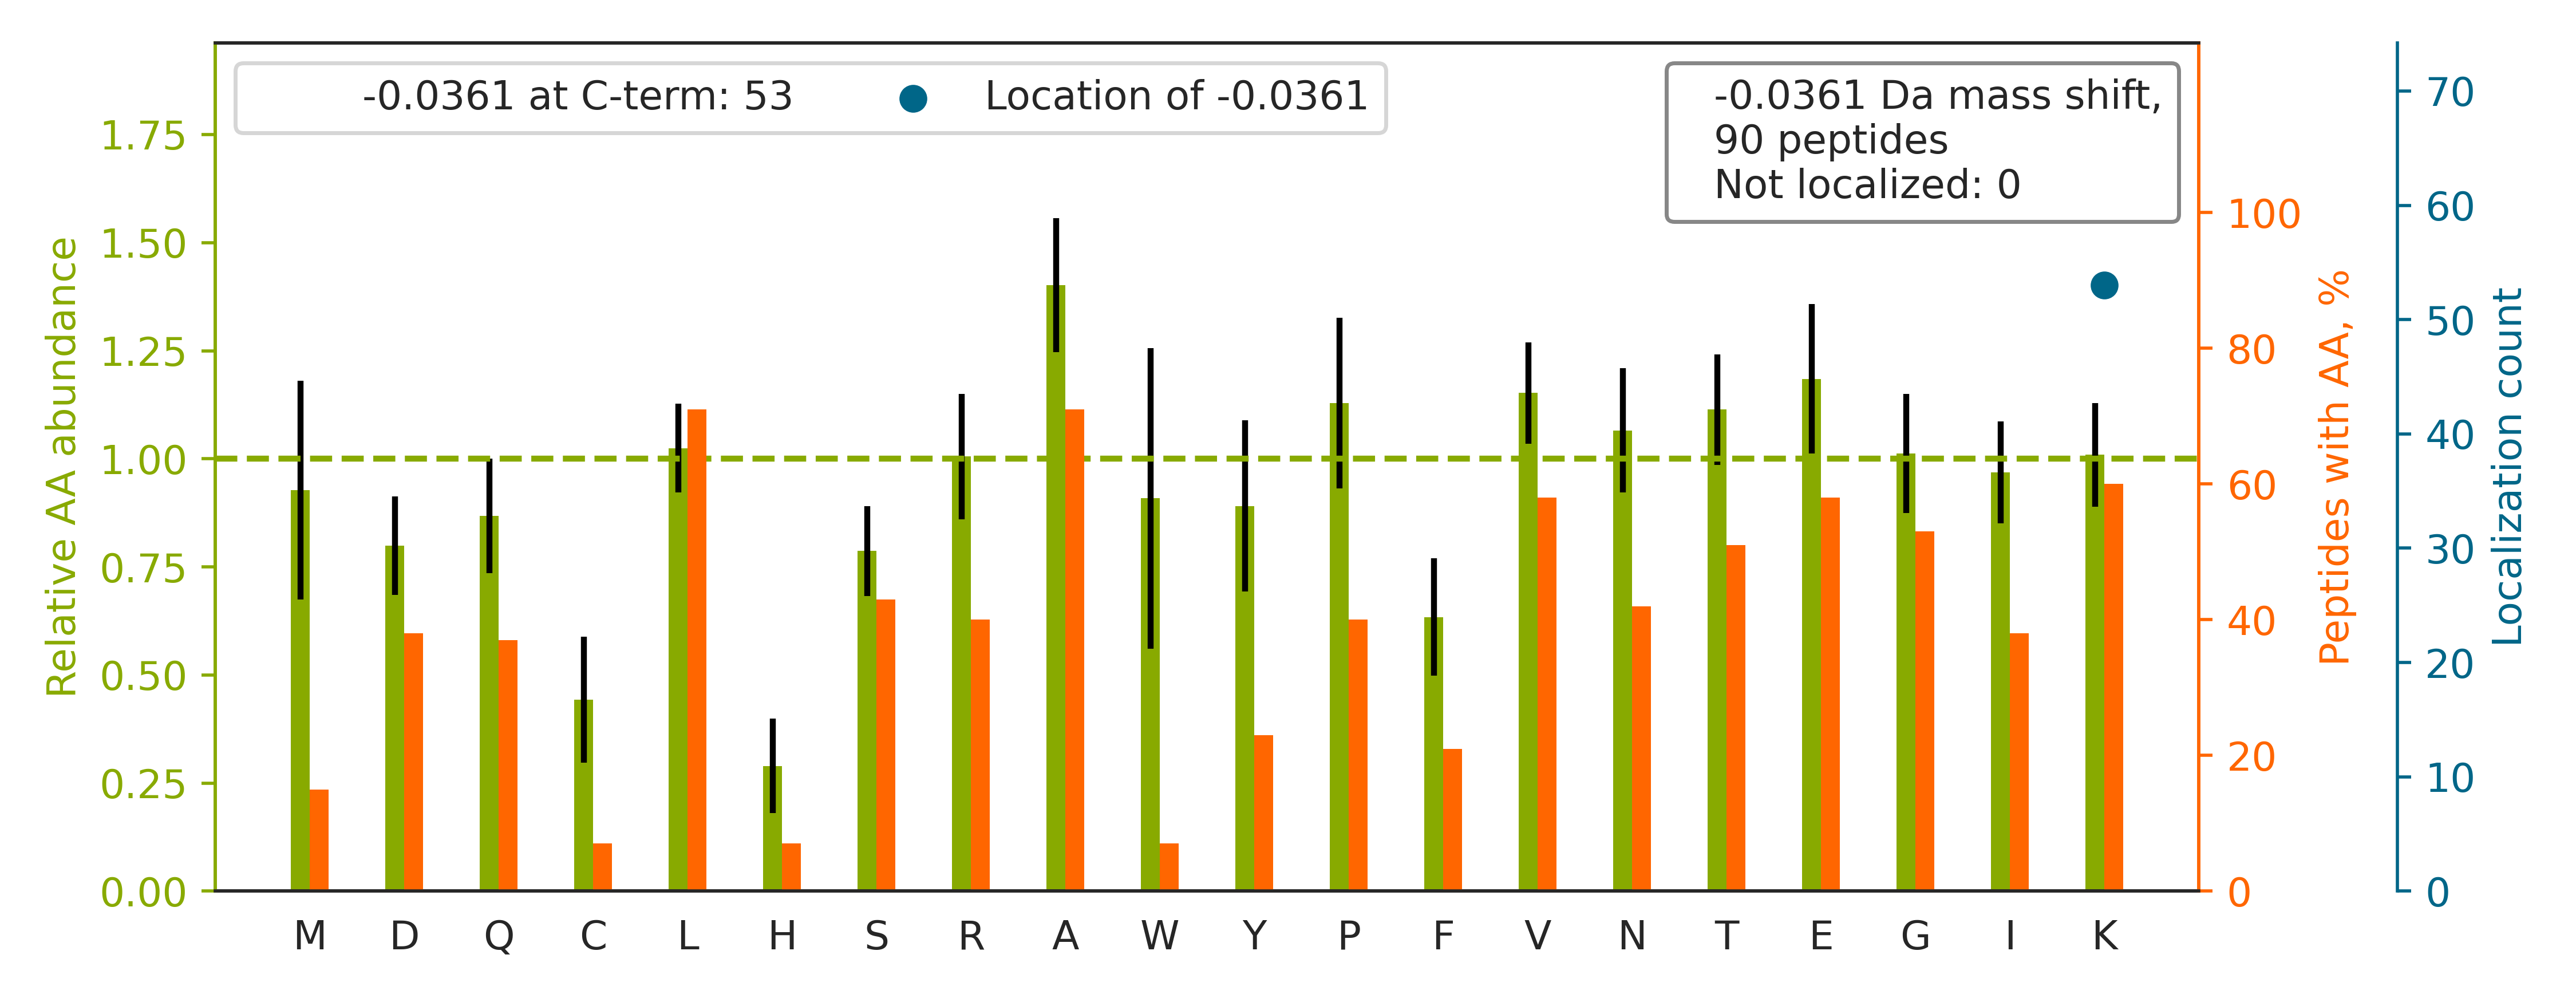 -0.0361 at C-term: 53
Location of -0.0361
-0.0361 Da mass shift,
90 peptides
Not localized: 0
Relative AA abundance
1.75
1.50
1.25
1.00
0.75
0.50
0.25
0.00
100
80
60
40
20
0
Peptides with AA, %
70
60
50
40
30
20
10
0
Localization count
M D Q C L H S R A W Y P F V N T E G I K